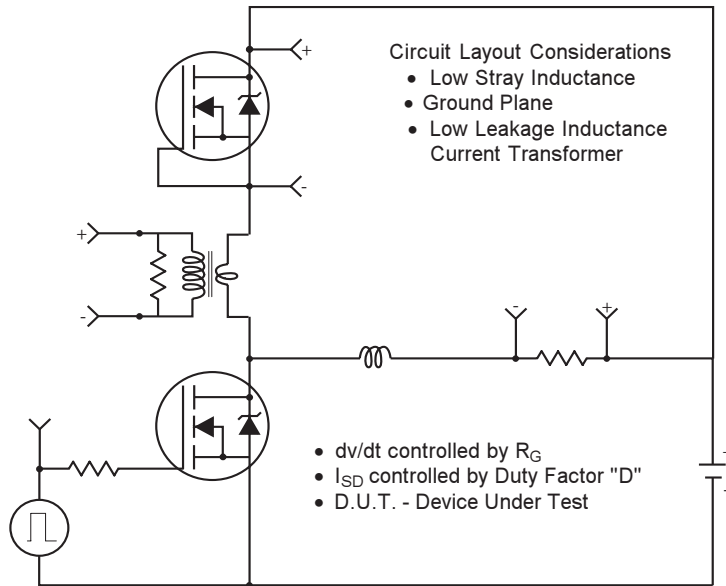 +
Circuit Layout Considerations
• Low Stray Inductance
• Ground Plane
• Low Leakage Inductance
Current Transformer
-
+
-
-
+
• dv/dt controlled by RG
• ISD controlled by Duty Factor "D"
• D.U.T. - Device Under Test
+
-